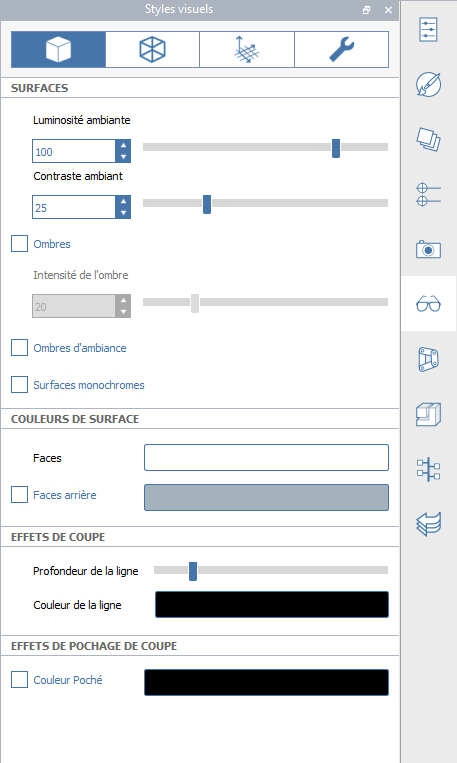 Styles visuels
SURFACES
Luminosité ambiante
100
Contraste ambiant
25
Ombres
Intensité de l'ombre
20
Ombres d'ambiance
Surfaces monochromes
COULEURS DE SURFACE
Faces
Faces arrière
EFFETS DE COUPE
Profondeur de la ligne
Couleur de la ligne
EFFETS DE POCHAGE DE COUPE
Couleur Poché